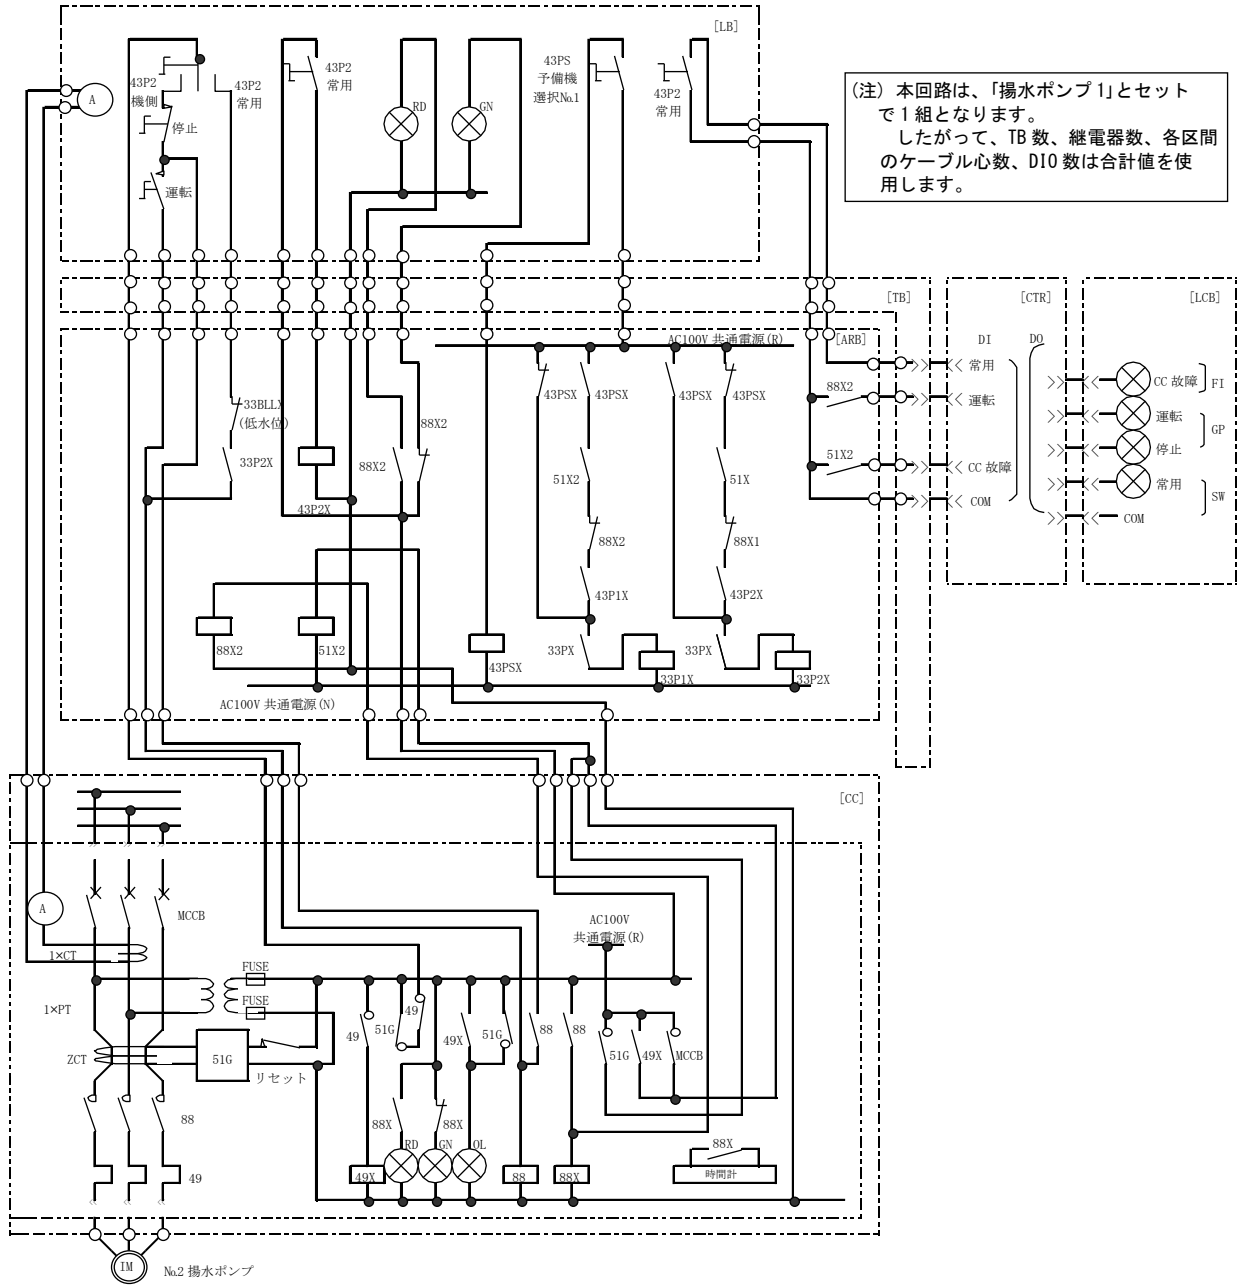 [LB]
43P2
機側
停止
運転
43P2
常用
43P2
常用
RD
GN
43PS
予備機
選択№1
43P2
常用
A
(注) 本回路は、「揚水ポンプ1」とセット
で1組となります。
したがって、TB数、継電器数、各区間
のケーブル心数、DIO数は合計値を使
用します。
[TB]
[CTR]
[LCB]
AC100V 共通電源(R)
[ARB]
DI
DO
常用
88X2
運転
51X2
CC 故障
COM
CC 故障
FI
運転
GP
停止
常用
SW
COM
33BLLX
(低水位)
33P2X
43P2X
88X2
88X2
43PSX
43PSX
43PSX
43PSX
51X2
51X
88X2
88X1
43P1X
43P2X
33PX
33PX
88X2
51X2
43PSX
33P1X
33P2X
AC100V 共通電源(N)
[CC]
A
MCCB
1×CT
AC100V
共通電源(R)
FUSE
FUSE
1×PT
ZCT
51G
リセット
49
51G
49
49X
51G
88
88
51G
49X
MCCB
88
88X
88X
RD
GN
OL
88X
49
49X
88
88X
時間計
IM
№2 揚水ポンプ